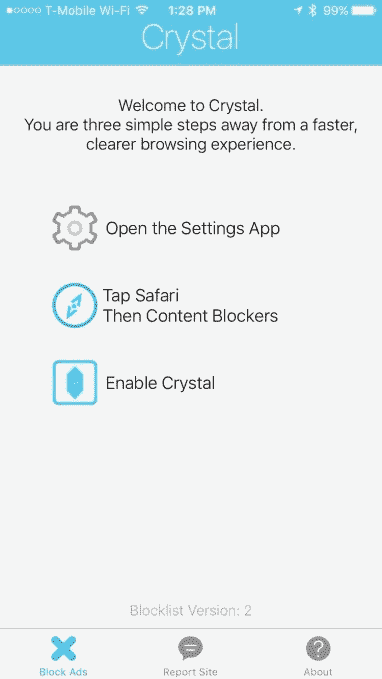 T-Mobile Wi-Fi 1:28 PM 99%
Crystal
Welcome to Crystal.
You are three simple steps away from a faster,
clearer browsing experience.
Open the Settings App
Tap Safari
Then Content Blockers
Enable Crystal
Blocklist Version: 2
Block Ads Report Site ? About